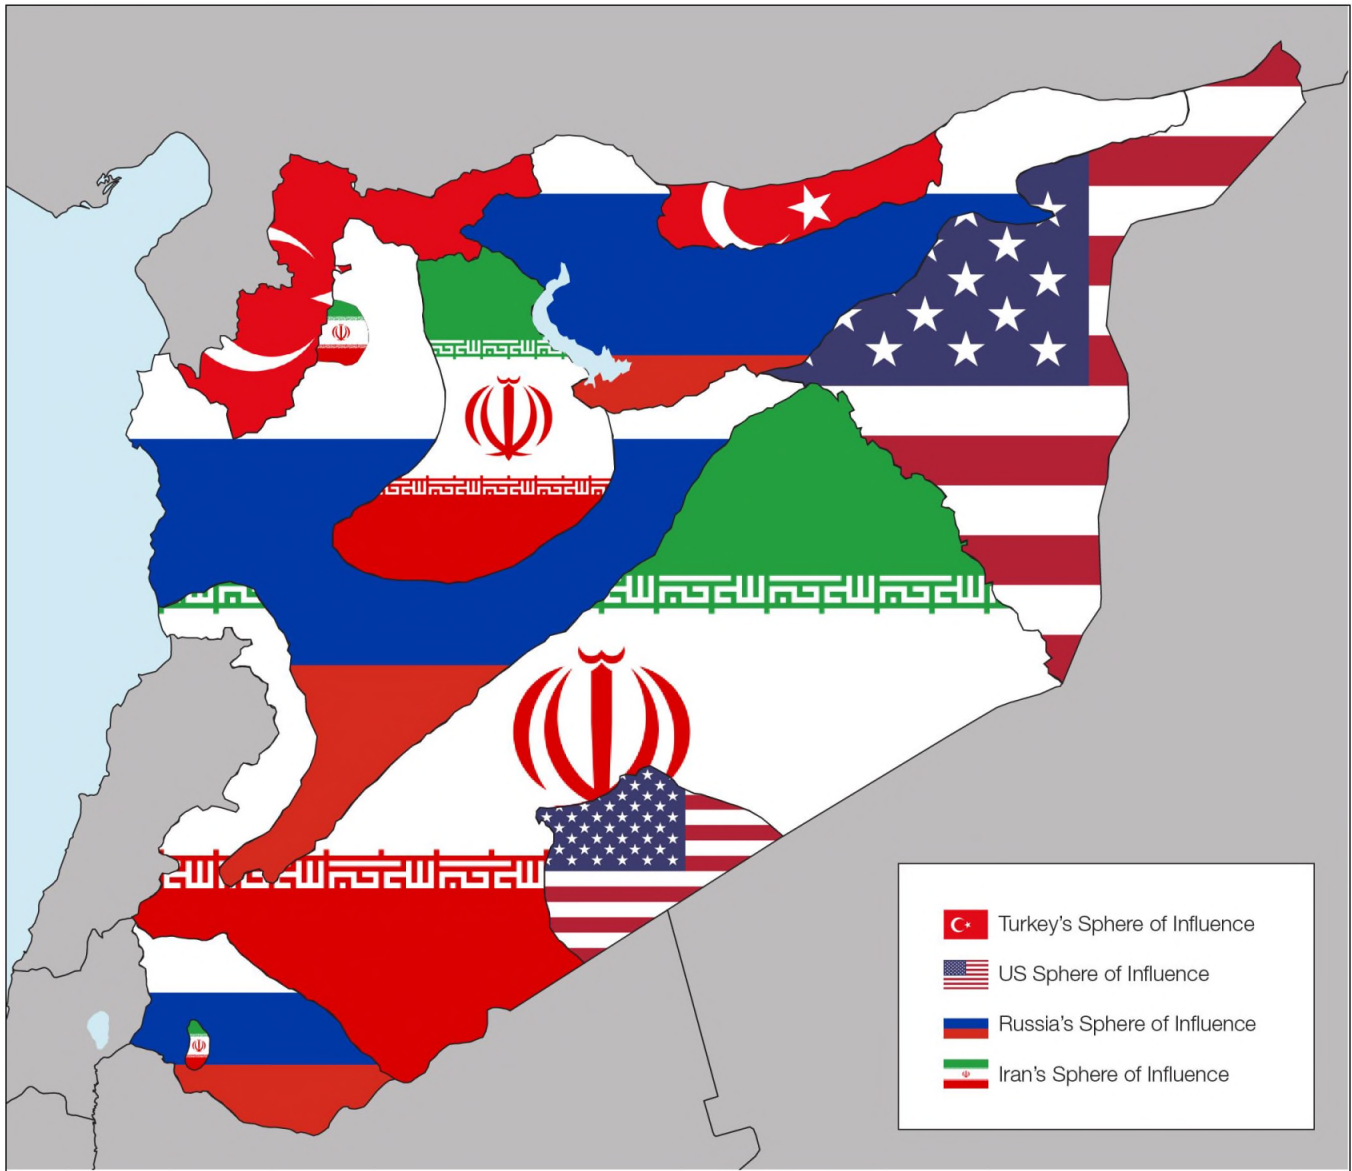 Turkey's Sphere of Influence
US Sphere of Influence
Russia's Sphere of Influence
Iran's Sphere of Influence